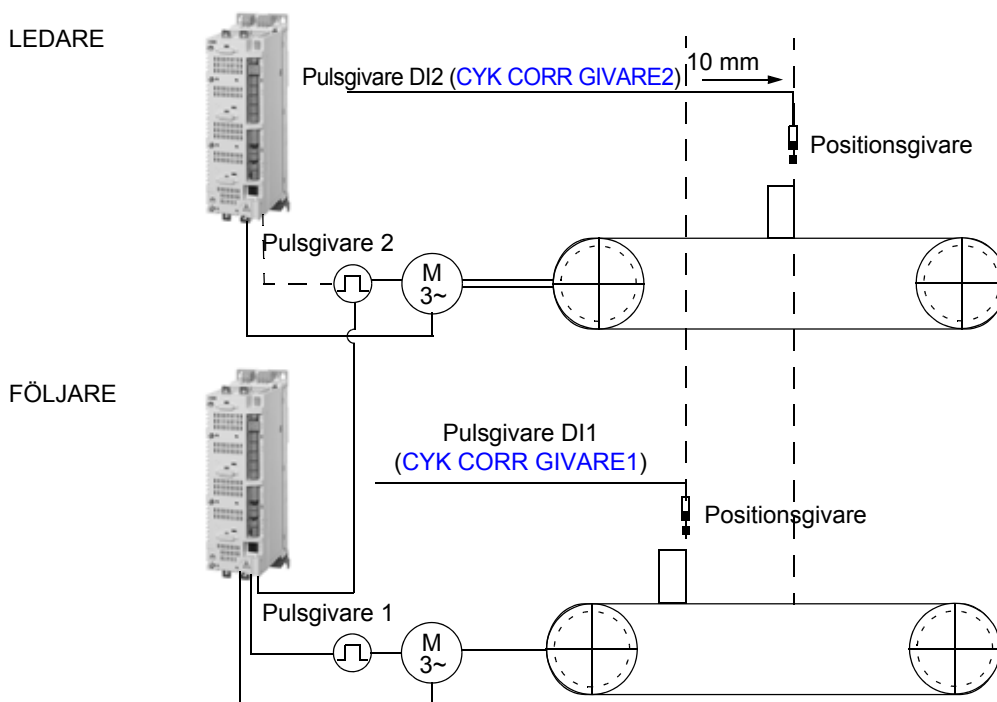 LEDARE
10 mm
Pulsgivare DI2 (CYK CORR GIVARE2)
Positionsgivare
Pulsgivare 2
M
3~
FÖLJARE
Pulsgivare DI1
(CYK CORR GIVARE1)
Positionsgivare
Pulsgivare 1
M
3~